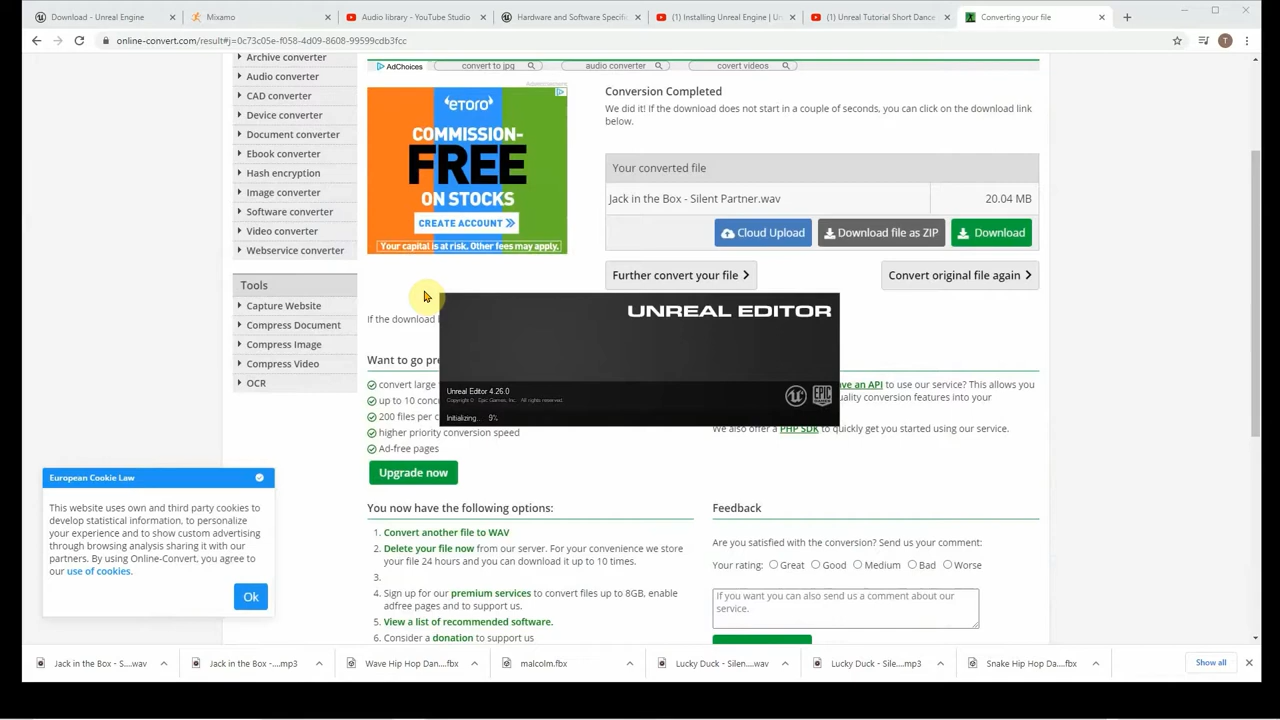 Download - Unreal Engine
Mixamo
Audio library - YouTube Studio
Hardware and Software Specific
(1) Installing Unreal Engine | Un
(1) Unreal Tutorial Short Dance
Converting your file
online-convert.com/result#j=0c73c05e-f058-4d09-8608-99599cdb3fcc
T
Archive converter
Audio converter
CAD converter
Device converter
Document converter
Ebook converter
Hash encryption
Image converter
Software converter
Video converter
Webservice converter
Tools
Capture Website
Compress Document
Compress Image
Compress Video
OCR
AdChoices
convert to jpg
audio converter
covert videos
Advertisement
eToro
COMMISSION-
FREE
ON STOCKS
CREATE ACCOUNT
Your capital is at risk. Other fees may apply.
Conversion Completed
We did it! If the download does not start in a couple of seconds, you can click on the download link
below.
Your converted file
Jack in the Box - Silent Partner.wav
20.04 MB
Cloud Upload
Download file as ZIP
Download
Further convert your file
Convert original file again
If the download
UNREAL EDITOR
Unreal Editor 4.26.0
Copyright © Epic Games, Inc. All rights reserved.
Initializing... 9%
Want to go pre
convert large
up to 10 conc
200 files per
higher priority conversion speed
Ad-free pages
Upgrade now
ave an API to use our service? This allows you
quality conversion features into your
We also offer a PHP SDK to quickly get you started using our service.
European Cookie Law
This website uses own and third party cookies to
develop statistical information, to personalize
your experience and to show custom advertising
through browsing analysis sharing it with our
partners. By using Online-Convert, you agree to
our use of cookies.
Ok
You now have the following options:
1. Convert another file to WAV
2. Delete your file now from our server. For your convenience we store
your file 24 hours and you can download it up to 10 times.
3.
4. Sign up for our premium services to convert files up to 8GB, enable
adfree pages and to support us.
5. View a list of recommended software.
6. Consider a donation to support us
Feedback
Are you satisfied with the conversion? Send us your comment:
Your rating: Great Good Medium Bad Worse
If you want you can also send us a comment about our
service.
Jack in the Box - S....wav
Jack in the Box -...mp3
Wave Hip Hop Dan....fbx
malcolm.fbx
Lucky Duck - Silen....wav
Lucky Duck - Sile....mp3
Snake Hip Hop Da....fbx
Show all